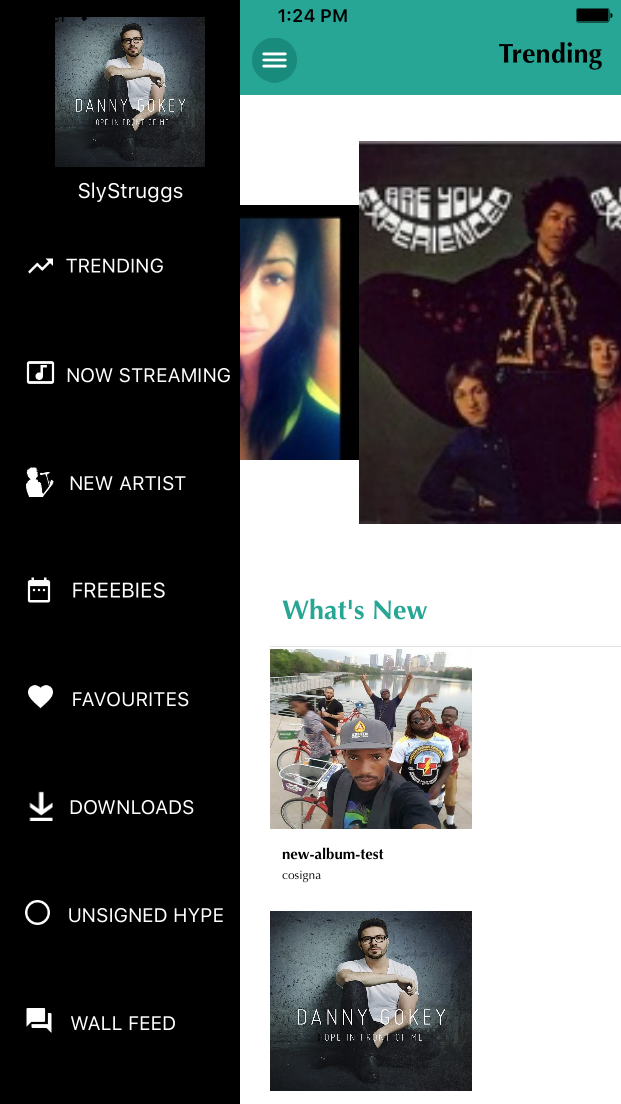 1:24 PM
Trending
DANNY GOKEY
OPE IN FRONT OF ME
SlyStruggs
TRENDING
NOW STREAMING
NEW ARTIST
FREEBIES
FAVOURITES
DOWNLOADS
UNSIGNED HYPE
WALL FEED
ARE YOU
EXPERIENCED
What's New
new-album-test
cosigna
DANNY GOKEY
OPE IN FRONT OF ME